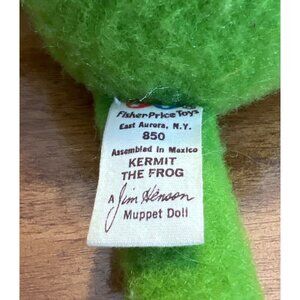 Fisher-Price Toys
East Aurora, N.Y.
850
Assembled in Mexico
KERMIT
THE FROG
A Jim Henson
Muppet Doll